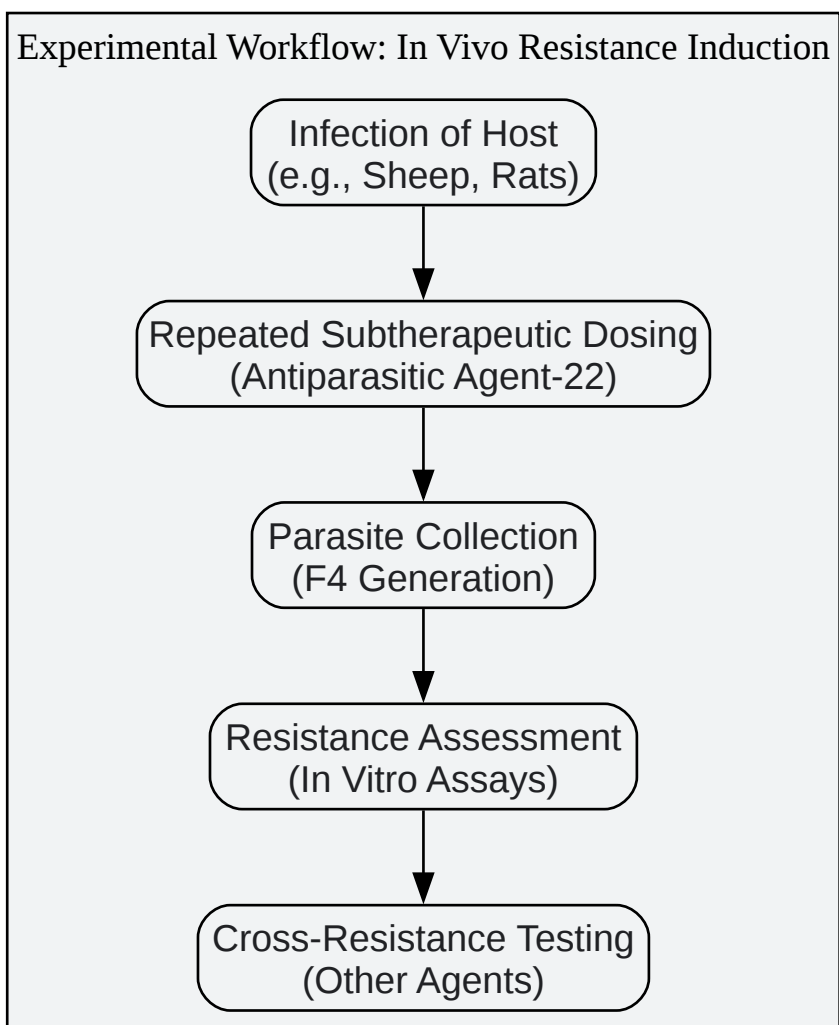 Experimental Workflow: In Vivo Resistance Induction
Infection of Host
(e.g., Sheep, Rats)
Repeated Subtherapeutic Dosing
(Antiparasitic Agent-22)
Parasite Collection
(F4 Generation)
Resistance Assessment
(In Vitro Assays)
Cross-Resistance Testing
(Other Agents)